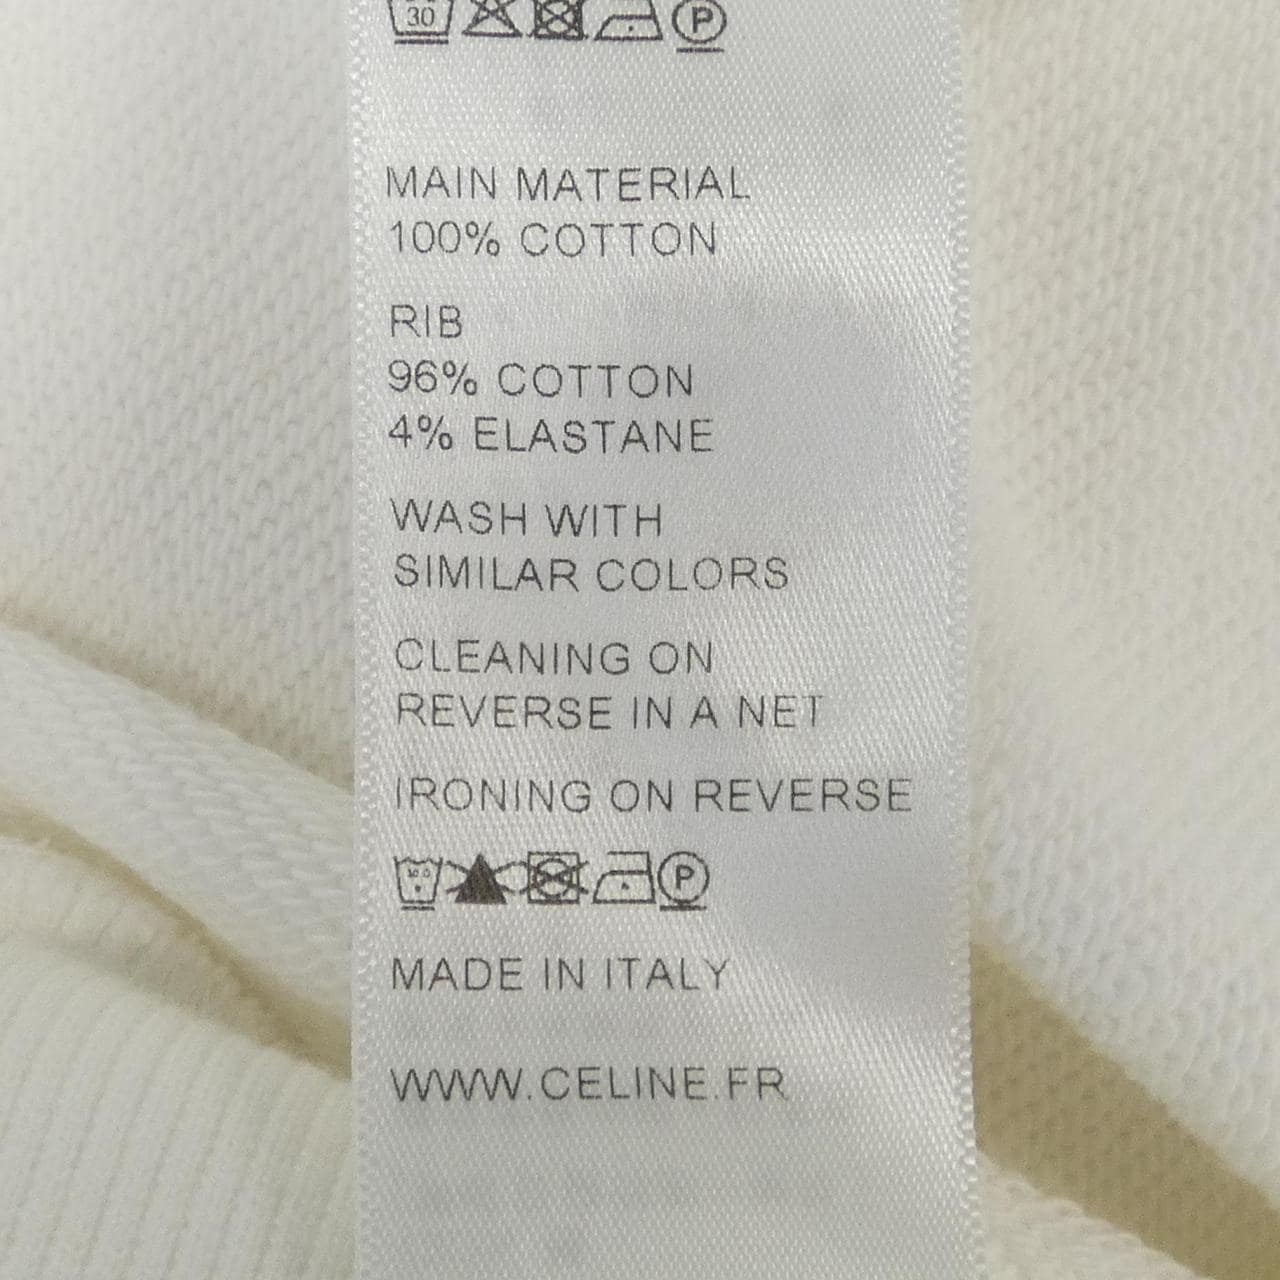 30 P
MAIN MATERIAL
100% COTTON
RIB
96% COTTON
4% ELASTANE
WASH WITH
SIMILAR COLORS
CLEANING ON
REVERSE IN A NET
IRONING ON REVERSE
P
MADE IN ITALY
WWW.CELINE.FR